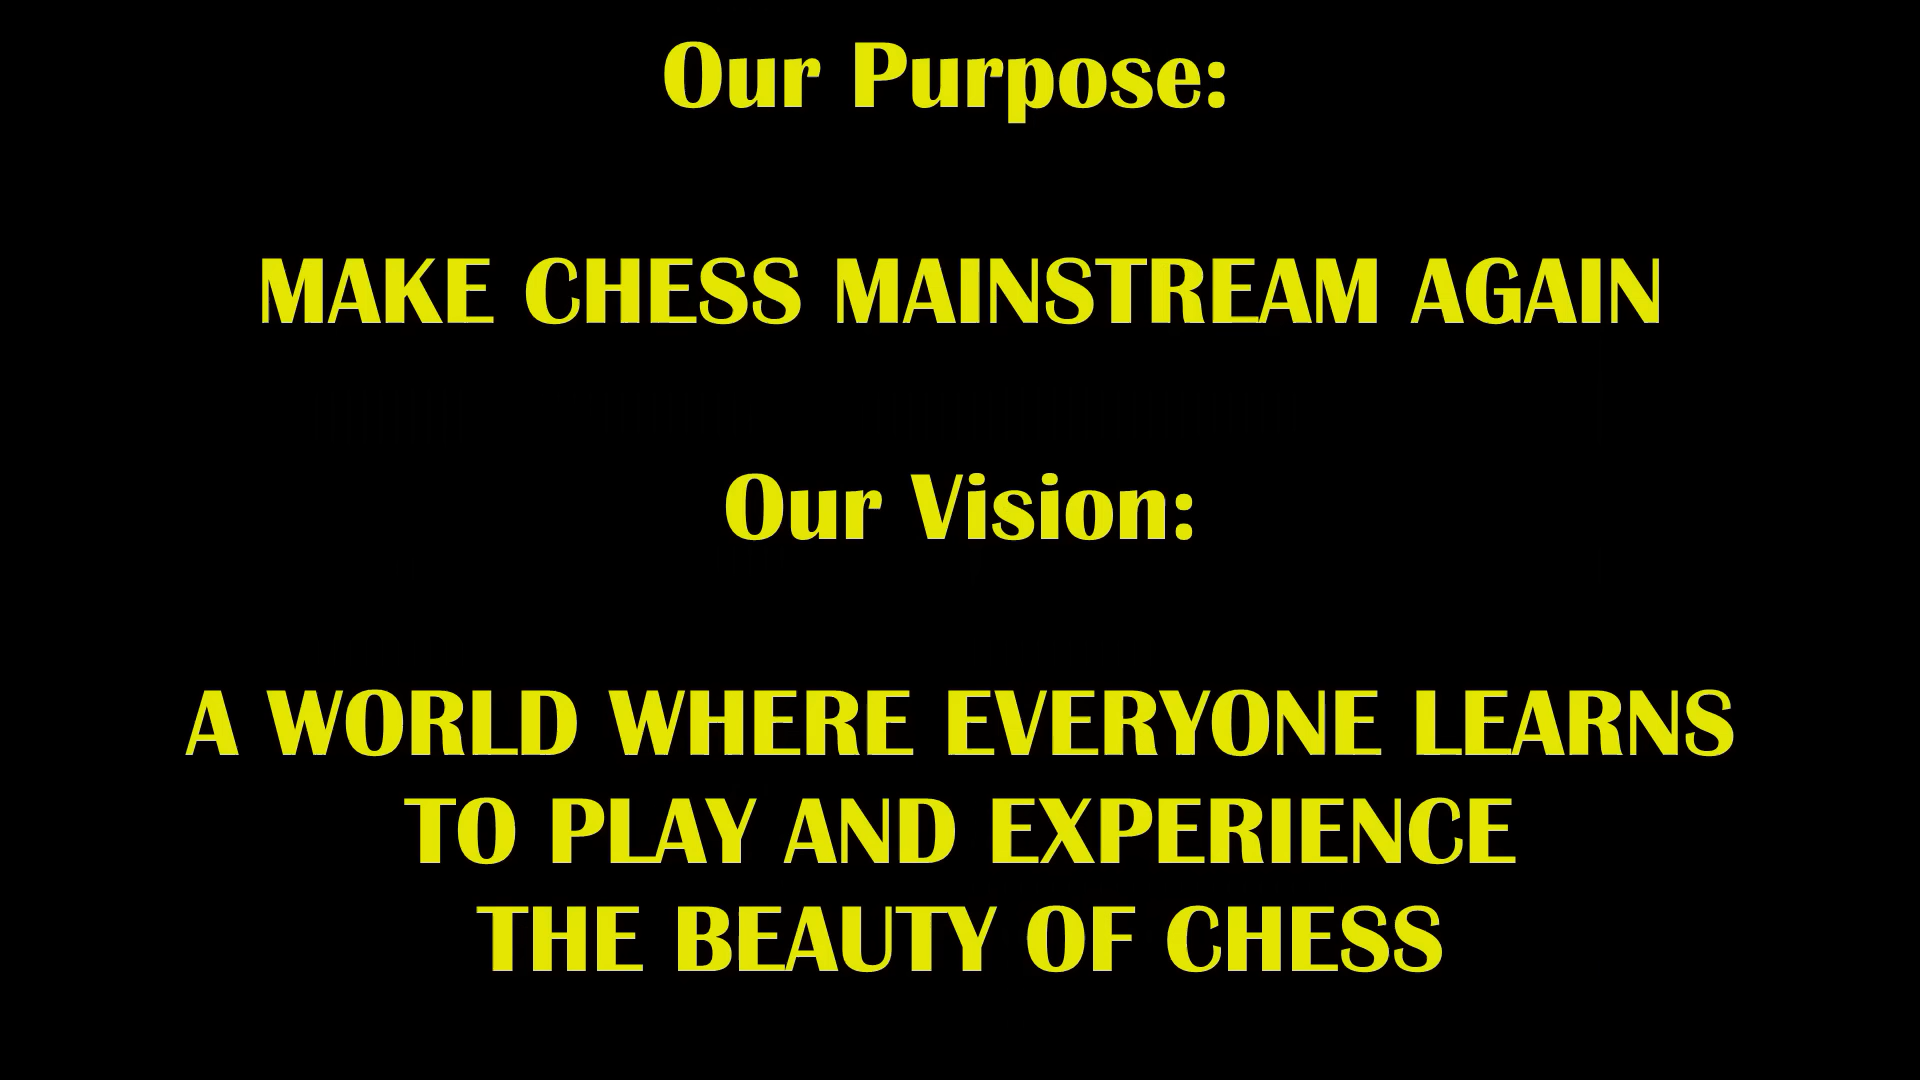 Our Purpose:
MAKE CHESS MAINSTREAM AGAIN
Our Vision:
A WORLD WHERE EVERYONE LEARNS
TO PLAY AND EXPERIENCE
THE BEAUTY OF CHESS